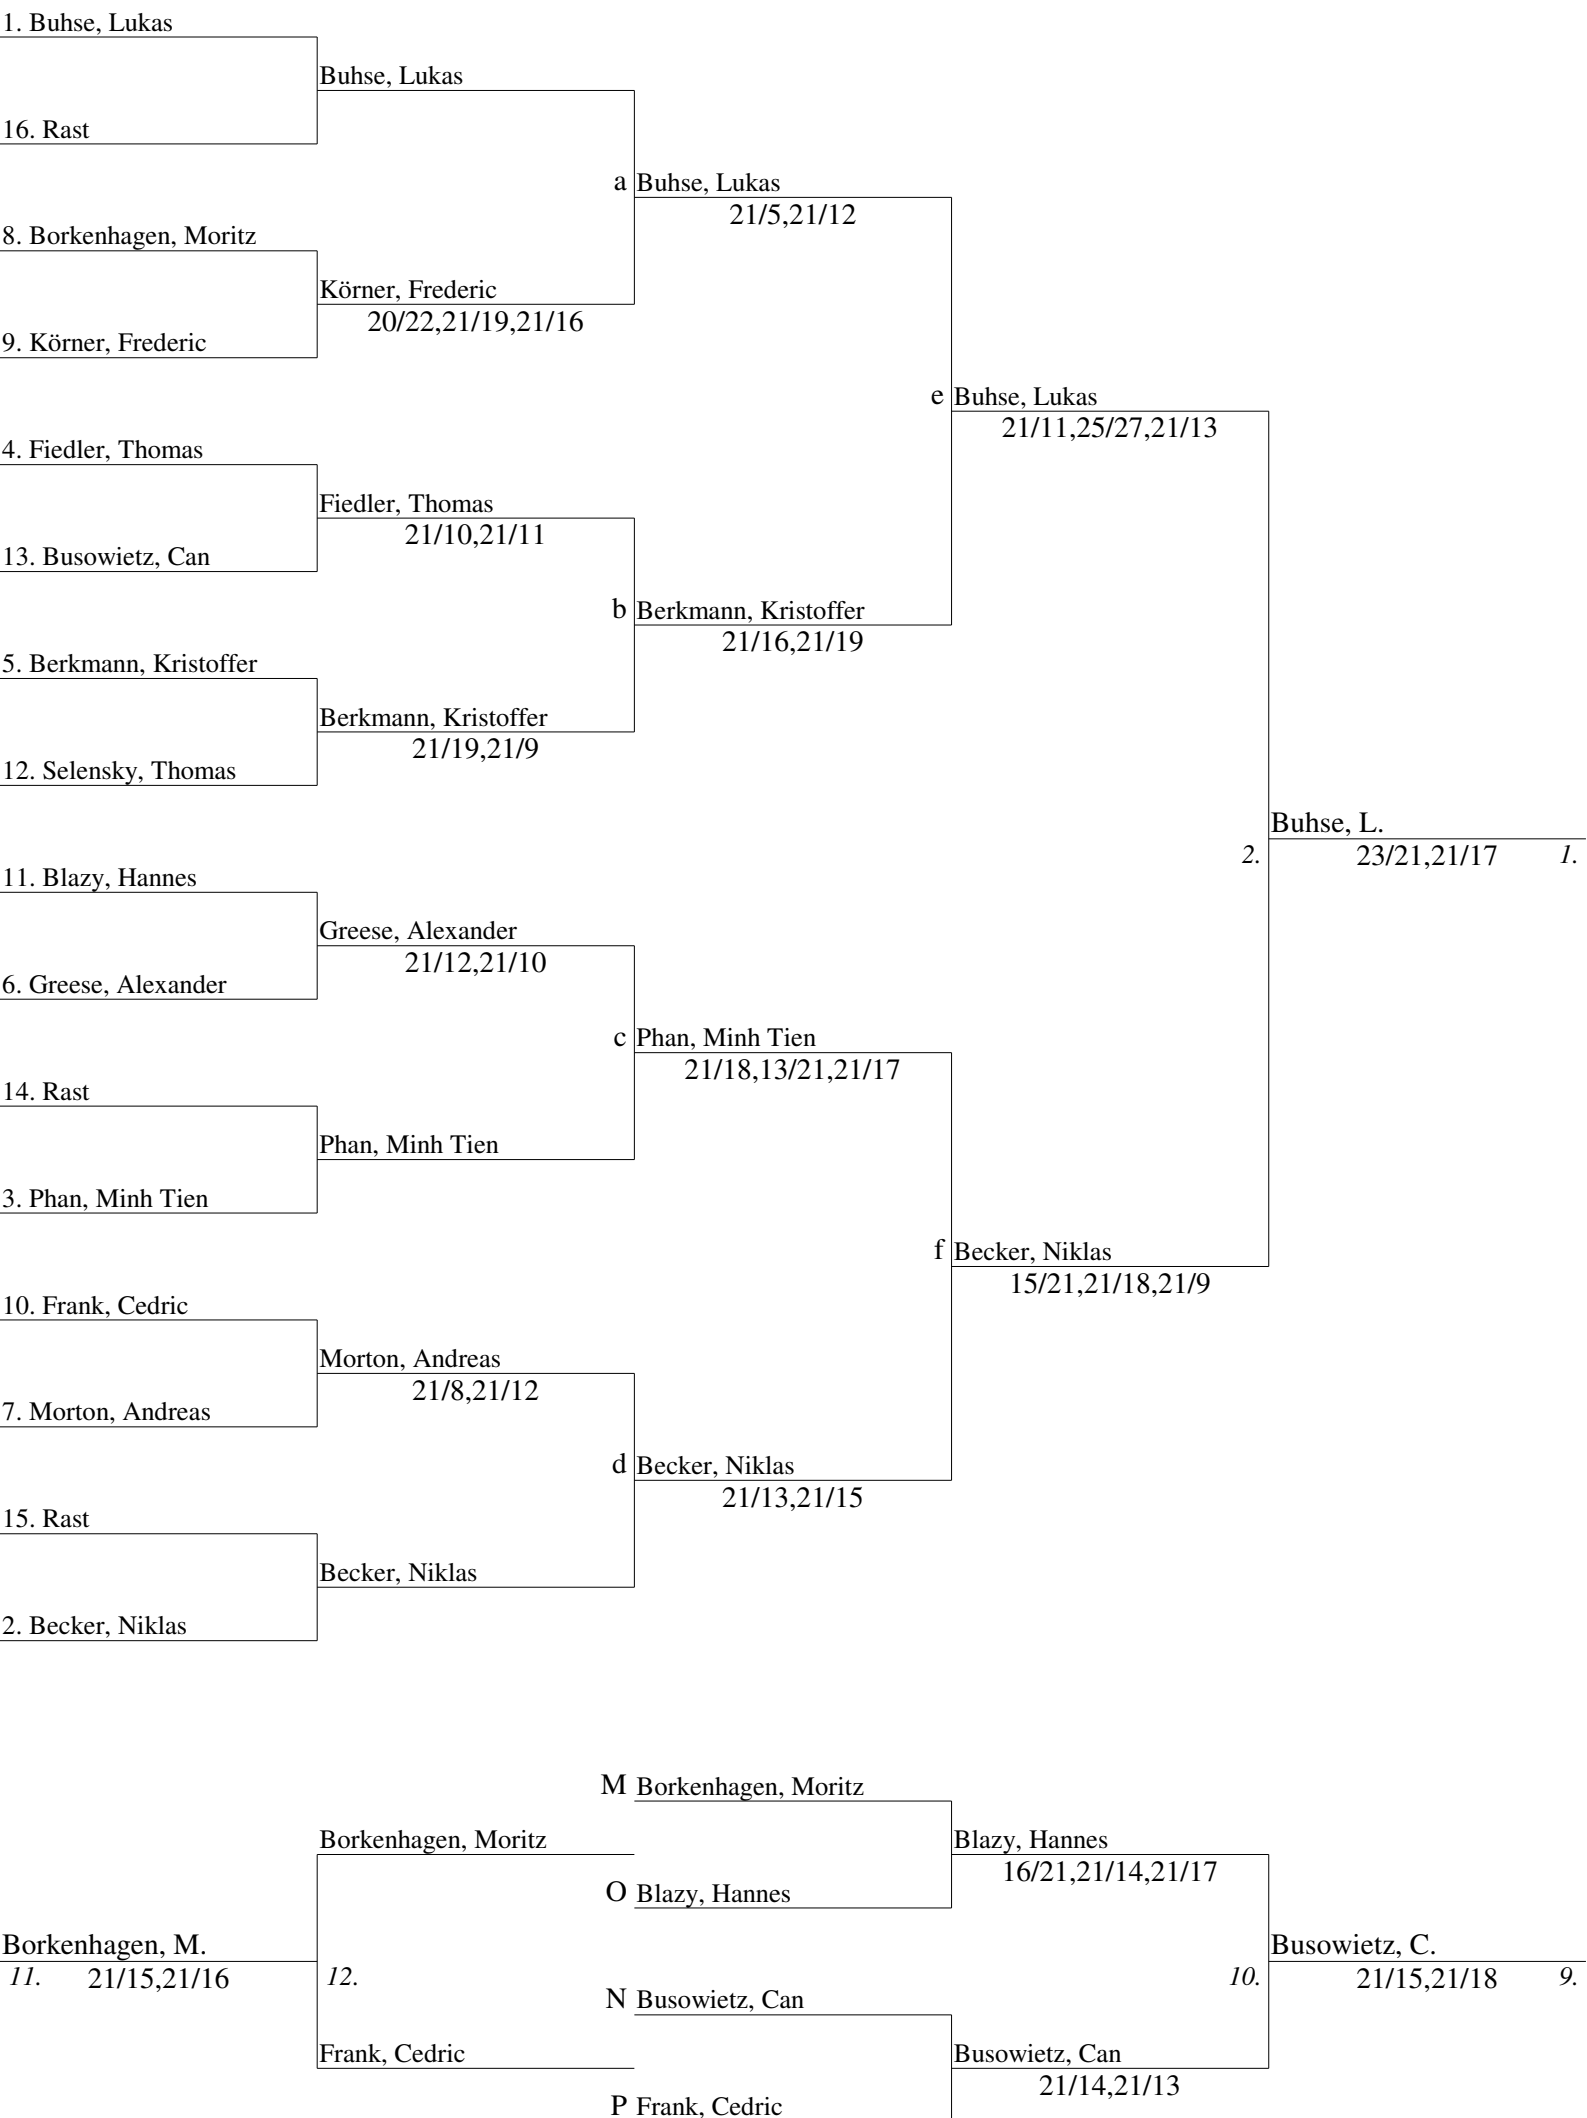 1. Buhse, Lukas
Buhse, Lukas
16. Rast
a Buhse, Lukas
21/5,21/12
8. Borkenhagen, Moritz
Körner, Frederic
20/22,21/19,21/16
9. Körner, Frederic
e Buhse, Lukas
21/11,25/27,21/13
4. Fiedler, Thomas
Fiedler, Thomas
21/10,21/11
13. Busowietz, Can
b Berkmann, Kristoffer
21/16,21/19
5. Berkmann, Kristoffer
Berkmann, Kristoffer
21/19,21/9
12. Selensky, Thomas
Buhse, L.
2. 23/21,21/17 1.
11. Blazy, Hannes
Greese, Alexander
21/12,21/10
6. Greese, Alexander
c Phan, Minh Tien
21/18,13/21,21/17
14. Rast
Phan, Minh Tien
3. Phan, Minh Tien
f Becker, Niklas
15/21,21/18,21/9
10. Frank, Cedric
Morton, Andreas
21/8,21/12
7. Morton, Andreas
d Becker, Niklas
21/13,21/15
15. Rast
Becker, Niklas
2. Becker, Niklas
M Borkenhagen, Moritz
Borkenhagen, Moritz
Blazy, Hannes
16/21,21/14,21/17
O Blazy, Hannes
Borkenhagen, M.
11. 21/15,21/16 12.
Busowietz, C.
10. 21/15,21/18 9.
N Busowietz, Can
Frank, Cedric
Busowietz, Can
21/14,21/13
P Frank, Cedric